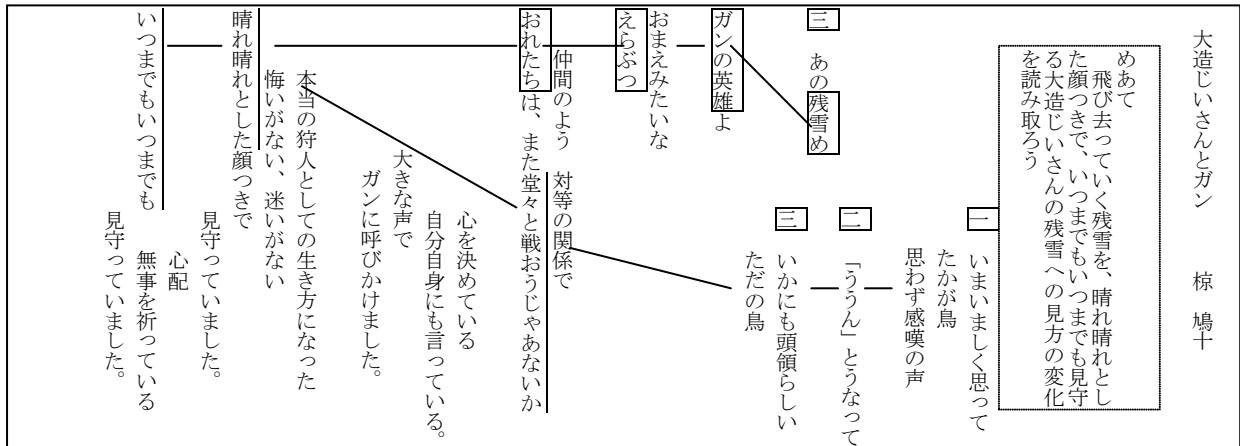 大造じいさんとガン　　　椋　鳩十
めあて
　飛び去っていく残雪を、晴れ晴れとし
た顔つきで、いつまでもいつまでも見守
る大造じいさんの残雪への見方の変化
を読み取ろう
一　いまいましく思って
たかが鳥
思わず感嘆の声
二　「ううん」とうなって
三　いかにも頭領らしい
ただの鳥
三　あの残雪め
ガンの英雄よ
おまえみたいな
えらぶつ
仲間のよう　対等の関係で
おれたちは、また堂々と戦おうじゃあないか
心を決めている
自分自身にも言っている。
大きな声で
ガンに呼びかけました。
本当の狩人としての生き方になった
悔いがない、迷いがない
晴れ晴れとした顔つきで
見守っていました。
心配
いつまでもいつまでも
無事を祈っている
見守っていました。